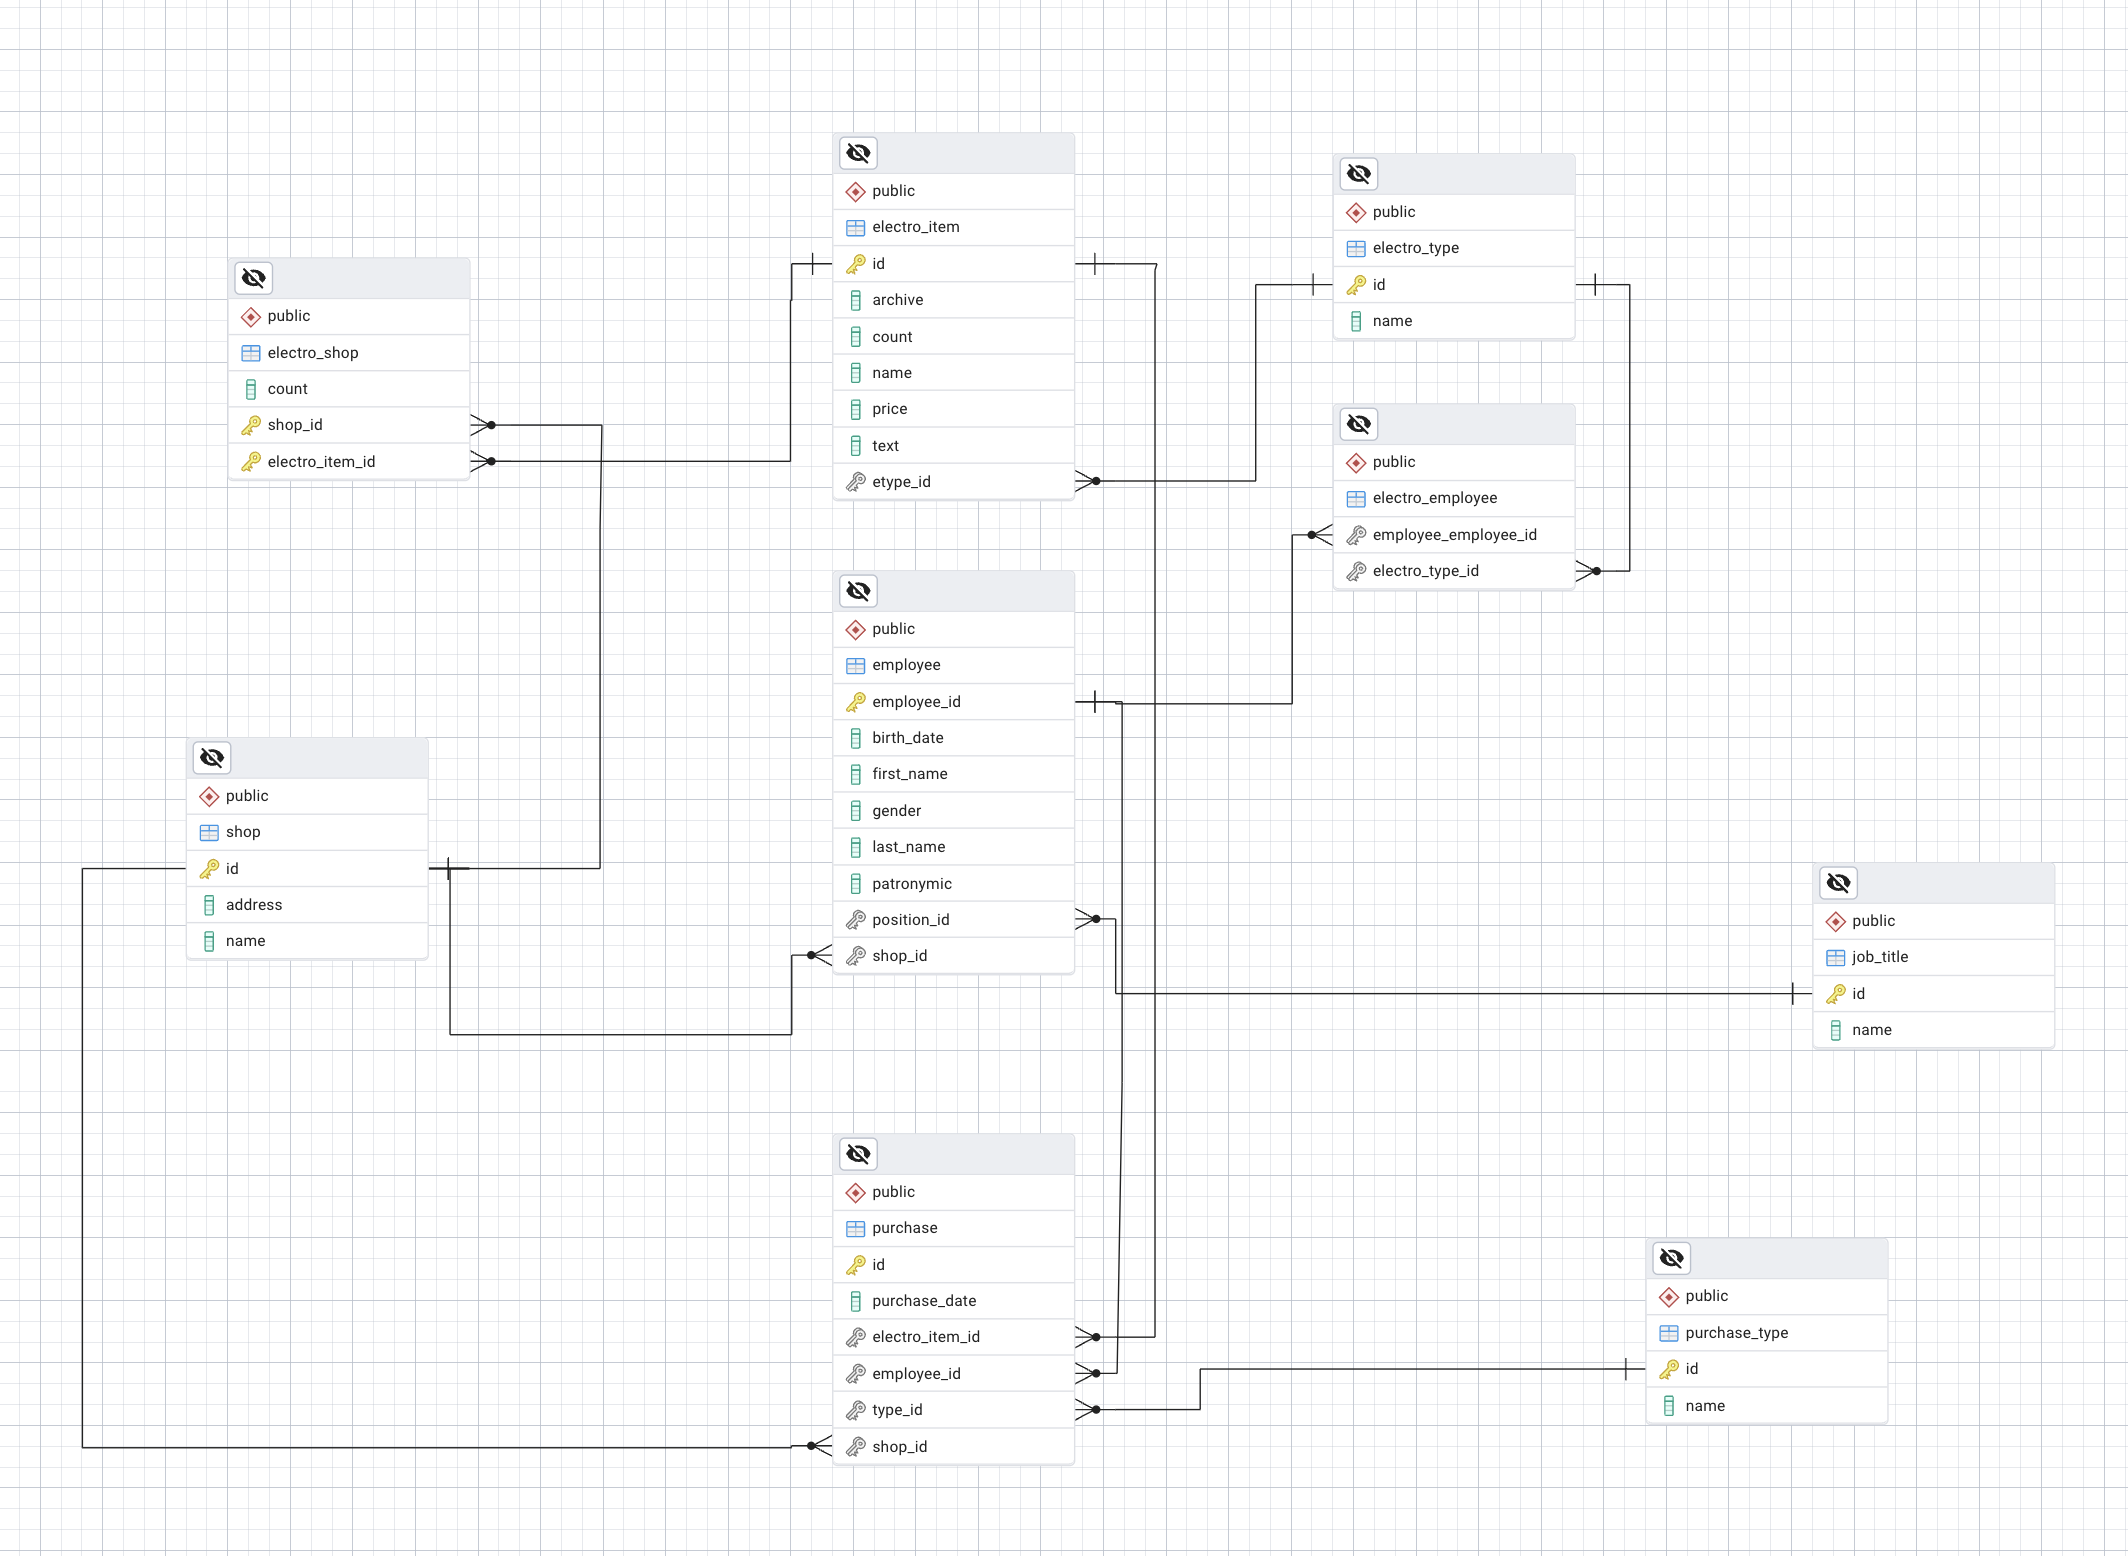 public
electro_item
id
archive
count
name
price
text
etype_id
public
electro_type
id
name
public
electro_shop
count
shop_id
electro_item_id
public
electro_employee
employee_employee_id
electro_type_id
public
employee
employee_id
birth_date
first_name
gender
last_name
patronymic
position_id
shop_id
public
shop
id
address
name
public
job_title
id
name
public
purchase
id
purchase_date
electro_item_id
employee_id
type_id
shop_id
public
purchase_type
id
name